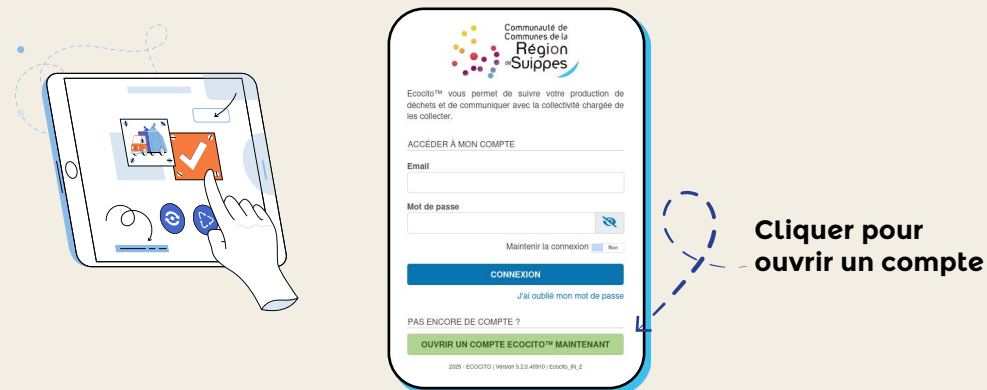 Communauté de
Communes de la
Région
de Suippes
Ecocito™ vous permet de suivre votre production de
déchets et de communiquer avec la collectivité chargée de
les collecter.
ACCÉDER À MON COMPTE
Email
Mot de passe
Maintenir la connexion Non
CONNEXION
J'ai oublié mon mot de passe
PAS ENCORE DE COMPTE ?
OUVRIR UN COMPTE ECOCITO™ MAINTENANT
2025 - ECOCITO | Version 5.2.0.46910 | Ecocito_IN_2
Cliquer pour
ouvrir un compte